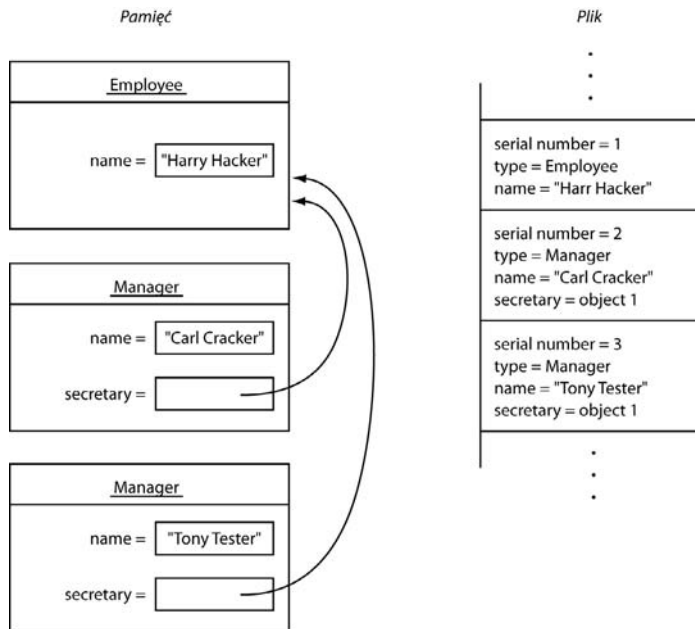 Pamięć
Employee
name = "Harry Hacker"
Manager
name = "Carl Cracker"
secretary =
Manager
name = "Tony Tester"
secretary =
Plik
serial number = 1
type = Employee
name = "Harr Hacker"
serial number = 2
type = Manager
name = "Carl Cracker"
secretary = object 1
serial number = 3
type = Manager
name = "Tony Tester"
secretary = object 1